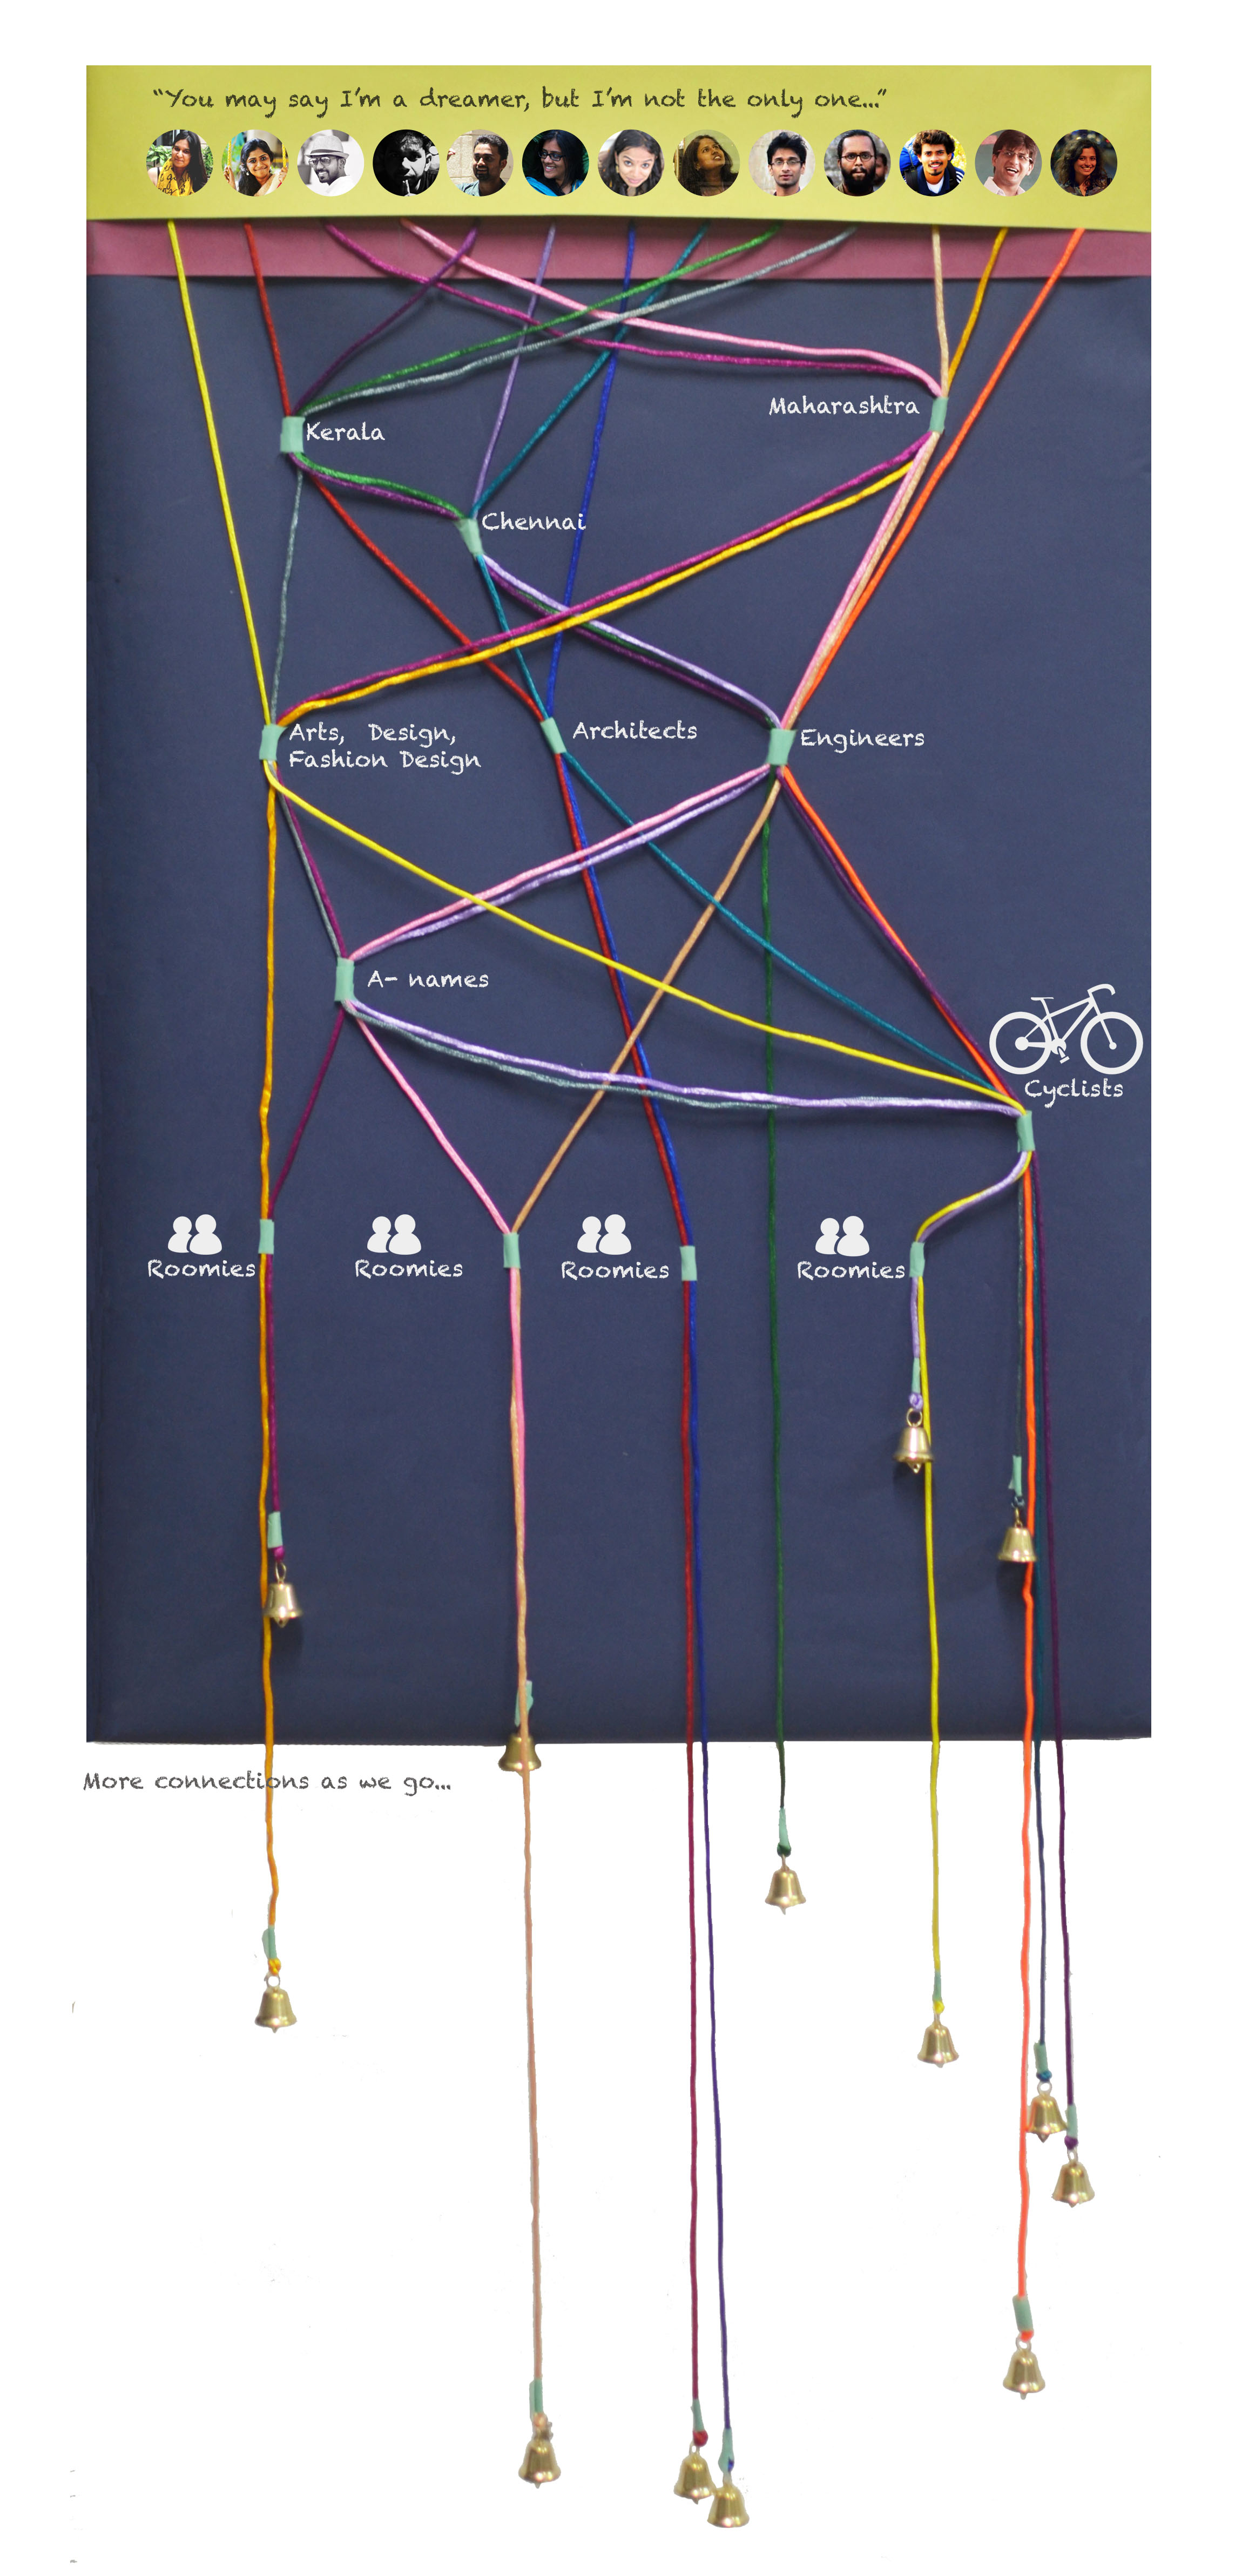 “You may say I'm a dreamer, but I'm not the only one...”
Maharashtra
Kerala
Chennai
Arts, Design,
Fashion Design
Architects
Engineers
A- names
Cyclists
Roomies
Roomies
Roomies
Roomies
More connections as we go...